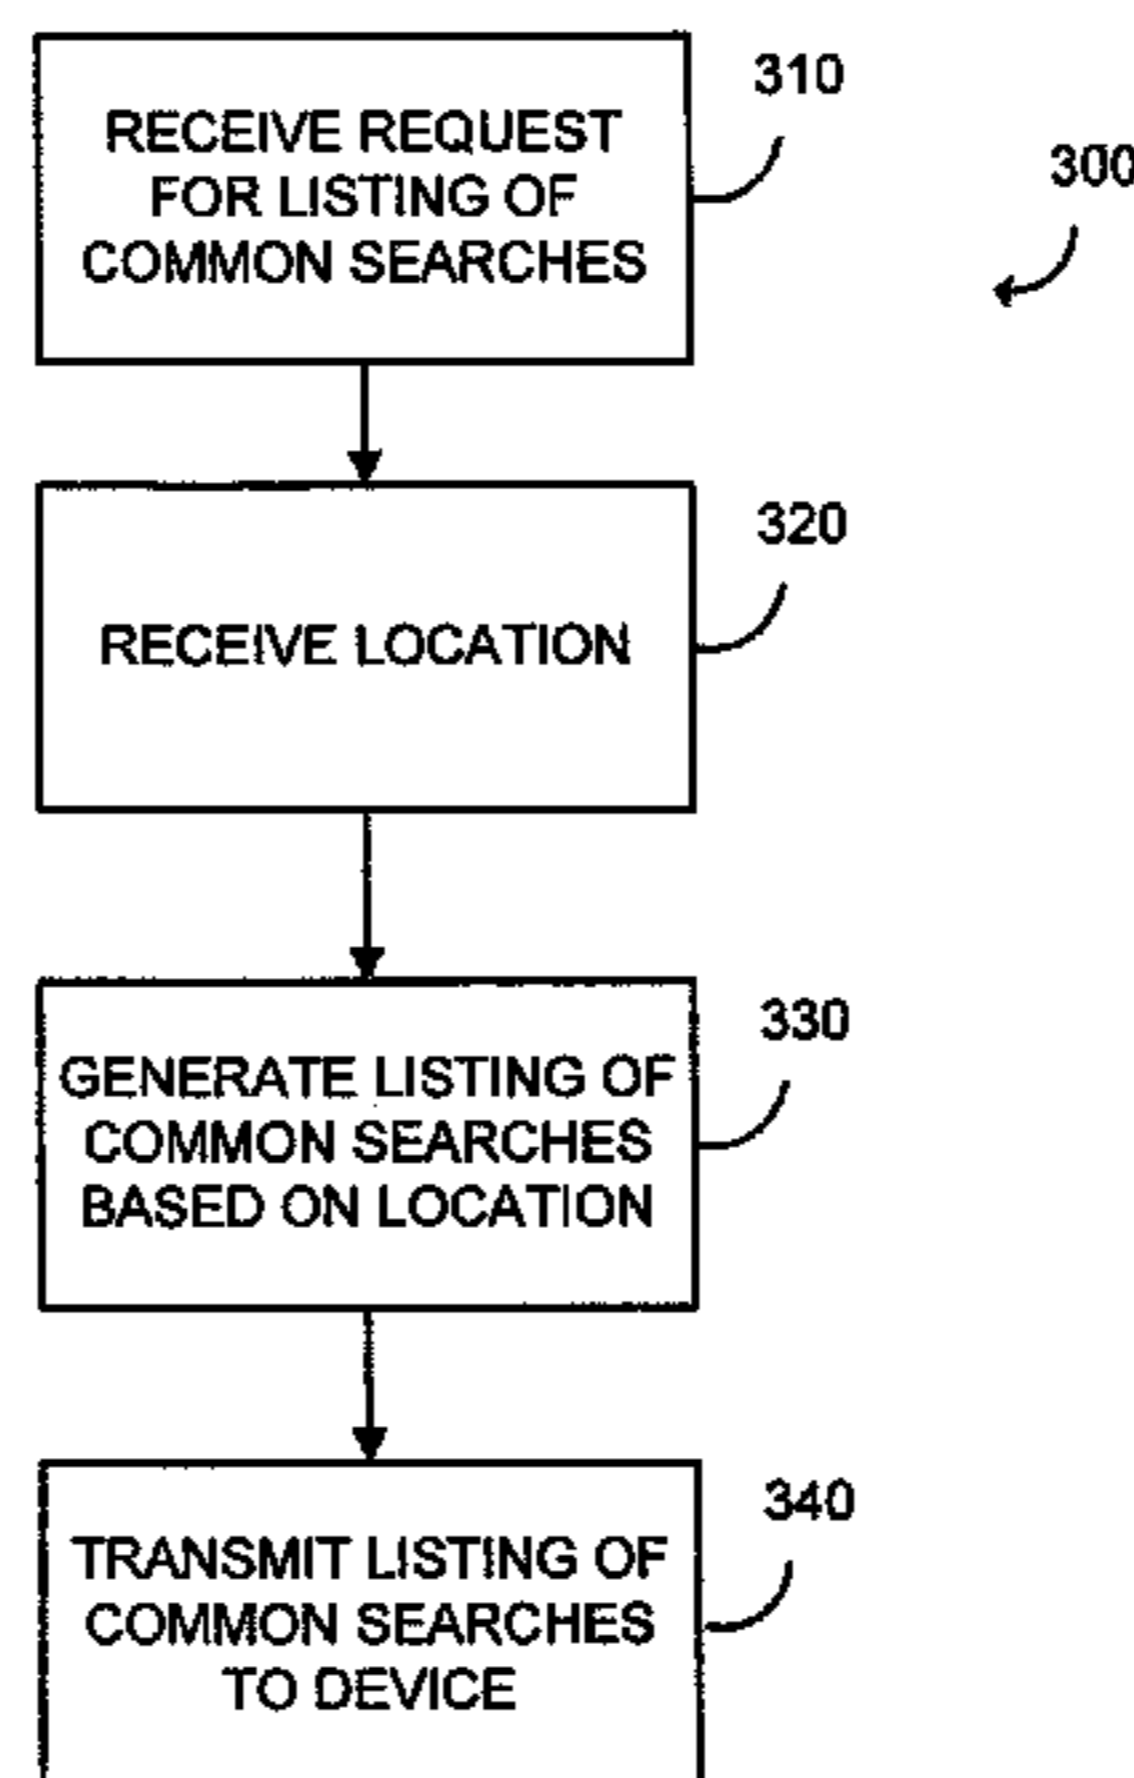 310
300
RECEIVE REQUEST
FOR LISTING OF
COMMON SEARCHES
320
RECEIVE LOCATION
330
GENERATE LISTING OF
COMMON SEARCHES
BASED ON LOCATION
340
TRANSMIT LISTING OF
COMMON SEARCHES
TO DEVICE